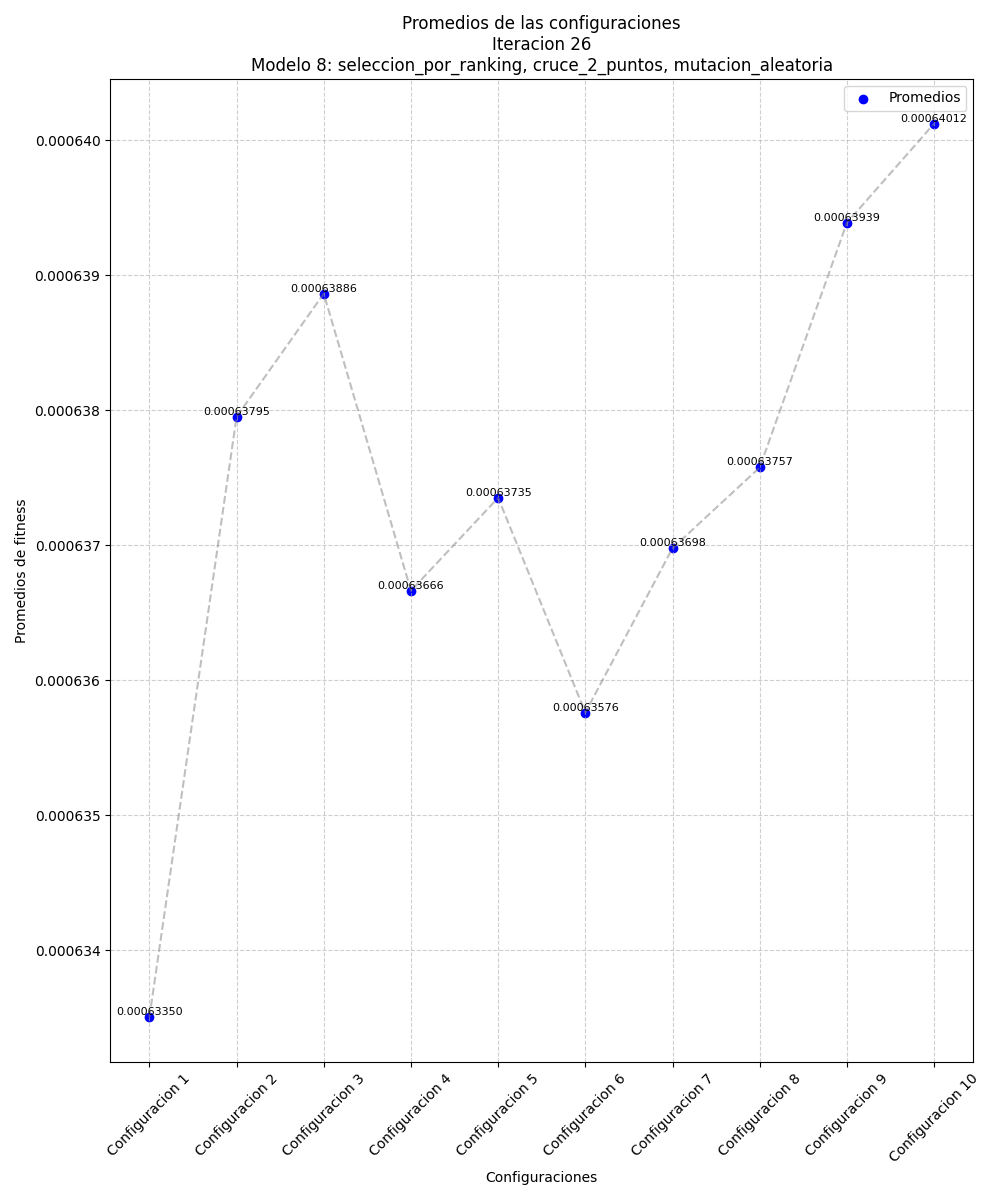 Promedios de las configuraciones
Iteracion 26
Modelo 8: seleccion_por_ranking, cruce_2_puntos, mutacion_aleatoria
Promedios
0.000640
0.000639
0.000638
0.000637
0.000636
0.000635
0.000634
Promedios de fitness
0.00063350
0.00063795
0.00063886
0.00063666
0.00063735
0.00063576
0.00063698
0.00063757
0.00063939
0.00064012
Configuracion 1
Configuracion 2
Configuracion 3
Configuracion 4
Configuracion 5
Configuracion 6
Configuracion 7
Configuracion 8
Configuracion 9
Configuracion 10
Configuraciones